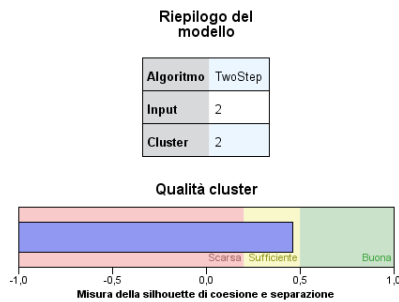 Riepilogo del
modello
Algoritmo TwoStep
Input 2
Cluster 2
Qualità cluster
Scarsa Sufficiente Buona
-1,0 -0,5 0,0 0,5 1,0
Misura della silhouette di coesione e separazione